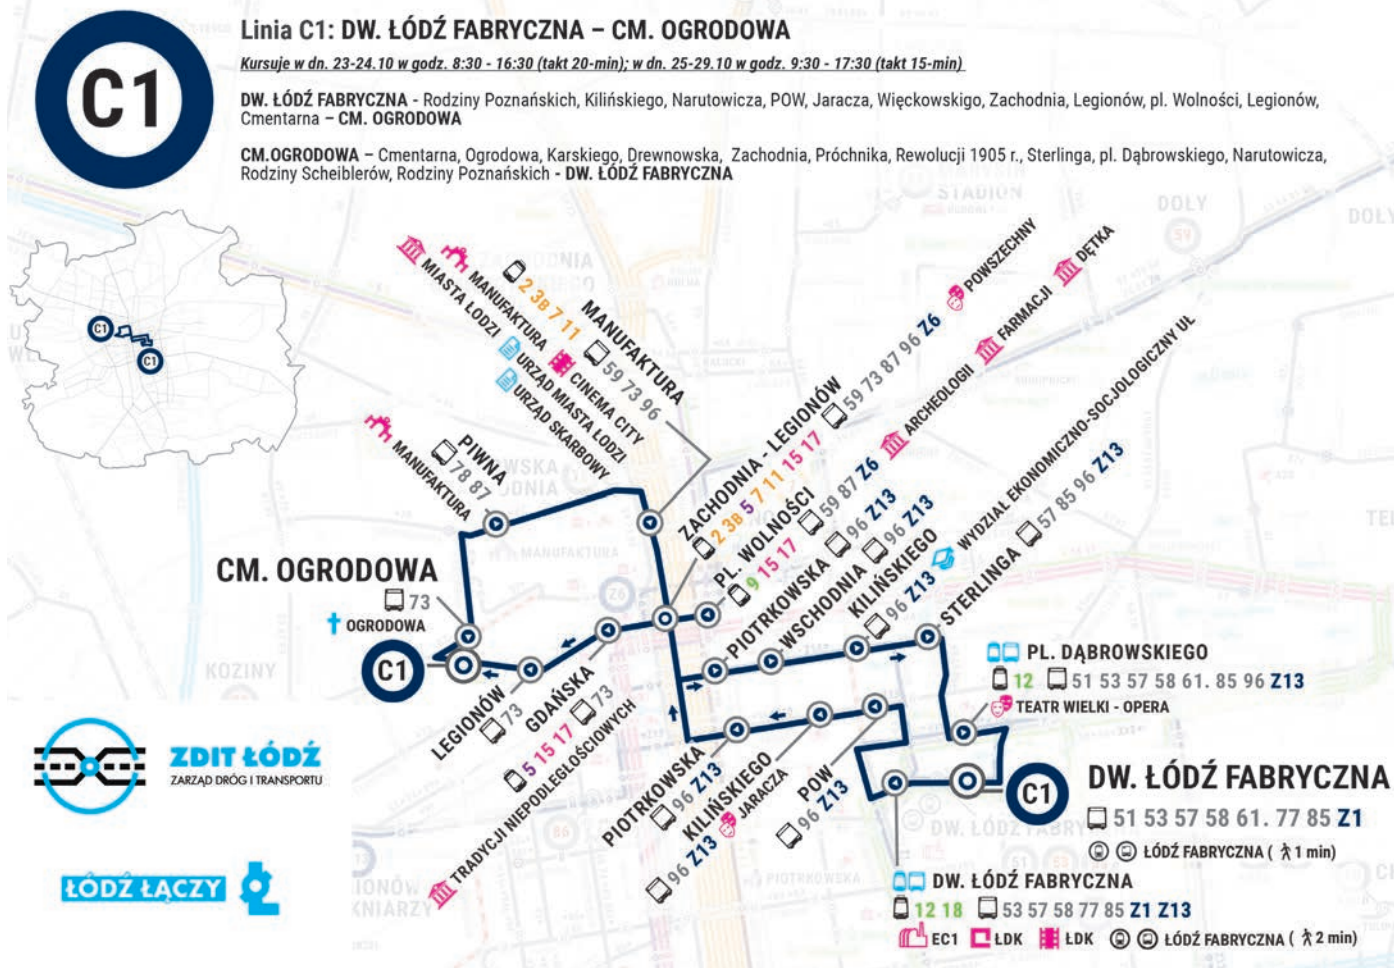 C1
Linia C1: DW. ŁÓDŹ FABRYCZNA – CM. OGRODOWA
Kursuje w dn. 23-24.10 w godz. 8:30 - 16:30 (takt 20-min); w dn. 25-29.10 w godz. 9:30 - 17:30 (takt 15-min)
DW. ŁÓDŹ FABRYCZNA - Rodziny Poznańskich, Kilińskiego, Narutowicza, POW, Jaracza, Więckowskigo, Zachodnia, Legionów, pl. Wolności, Legionów,
Cmentarna – CM. OGRODOWA
CM.OGRODOWA – Cmentarna, Ogrodowa, Karskiego, Drewnowska, Zachodnia, Próchnika, Rewolucji 1905 r., Sterlinga, pl. Dąbrowskiego, Narutowicza,
Rodziny Scheiblerów, Rodziny Poznańskich - DW. ŁÓDŹ FABRYCZNA
C1
C1
MIASTA ŁODZI
MANUFAKTURA
URZĄD MIASTA ŁODZI
URZĄD SKARBOWY
CINEMA CITY
2 3B 7 11
59 73 96
MANUFAKTURA
MANUFAKTURA
PIWNA
78 87
CM. OGRODOWA
73
OGRODOWA
C1
ZACHODNIA - LEGIONÓW
2 3B 5 7 11 15 17
59 73 87 96 Z6
POWSZECHNY
PL. WOLNOŚCI
9 15 17
59 87 Z6
ARCHEOLOGII
FARMACJI
DĘTKA
PIOTRKOWSKA
96 Z13
WSCHODNIA
96 Z13
KILIŃSKIEGO
96 Z13
WYDZIAŁ EKONOMICZNO-SOCJOLOGICZNY UŁ
STERLINGA
57 85 96 Z13
PL. DĄBROWSKIEGO
12 51 53 57 58 61. 85 96 Z13
TEATR WIELKI - OPERA
LEGIONÓW
73
GDAŃSKA
5 15 17 73
TRADYCJI NIEPODLEGŁOŚCIOWYCH
PIOTRKOWSKA
96 Z13
KILIŃSKIEGO
96 Z13
JARACZA
POW
96 Z13
C1
DW. ŁÓDŹ FABRYCZNA
51 53 57 58 61. 77 85 Z1
ŁÓDŹ FABRYCZNA ( 1 min)
DW. ŁÓDŹ FABRYCZNA
12 18 53 57 58 77 85 Z1 Z13
EC1 ŁDK ŁDK ŁÓDŹ FABRYCZNA ( 2 min)
ZDIT ŁÓDŹ
ZARZĄD DRÓG I TRANSPORTU
ŁÓDŹ ŁĄCZY
KOZINY
DOŁY
STADION
MANUFAKTURA
Z6
PIOTRKOWSKA